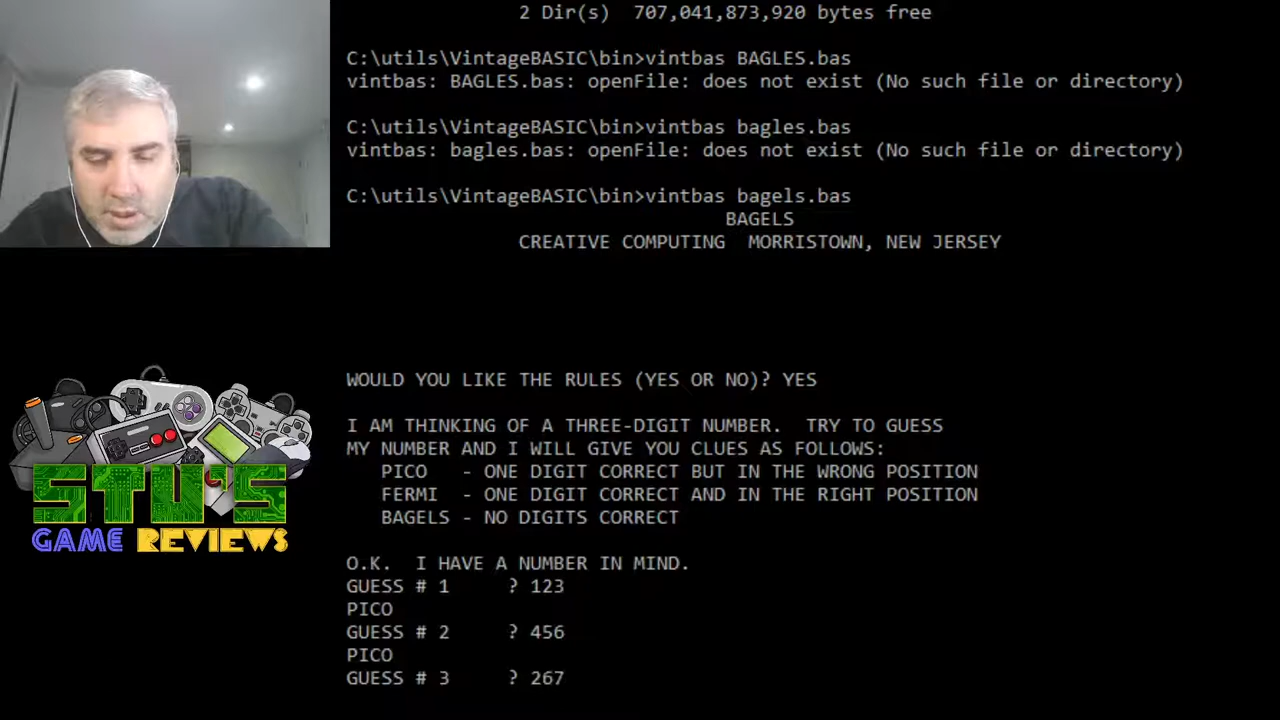 2 Dir(s)  707,041,873,920 bytes free
C:\utils\VintageBASIC\bin>vintbas BAGLES.bas
vintbas: BAGLES.bas: openFile: does not exist (No such file or directory)
C:\utils\VintageBASIC\bin>vintbas bagles.bas
vintbas: bagles.bas: openFile: does not exist (No such file or directory)
C:\utils\VintageBASIC\bin>vintbas bagels.bas
BAGELS
CREATIVE COMPUTING  MORRISTOWN, NEW JERSEY
WOULD YOU LIKE THE RULES (YES OR NO)? YES
I AM THINKING OF A THREE-DIGIT NUMBER.  TRY TO GUESS
MY NUMBER AND I WILL GIVE YOU CLUES AS FOLLOWS:
PICO   - ONE DIGIT CORRECT BUT IN THE WRONG POSITION
FERMI  - ONE DIGIT CORRECT AND IN THE RIGHT POSITION
BAGELS - NO DIGITS CORRECT
O.K.  I HAVE A NUMBER IN MIND.
GUESS # 1     ? 123
PICO
GUESS # 2     ? 456
PICO
GUESS # 3     ? 267
STU'S
GAME REVIEWS